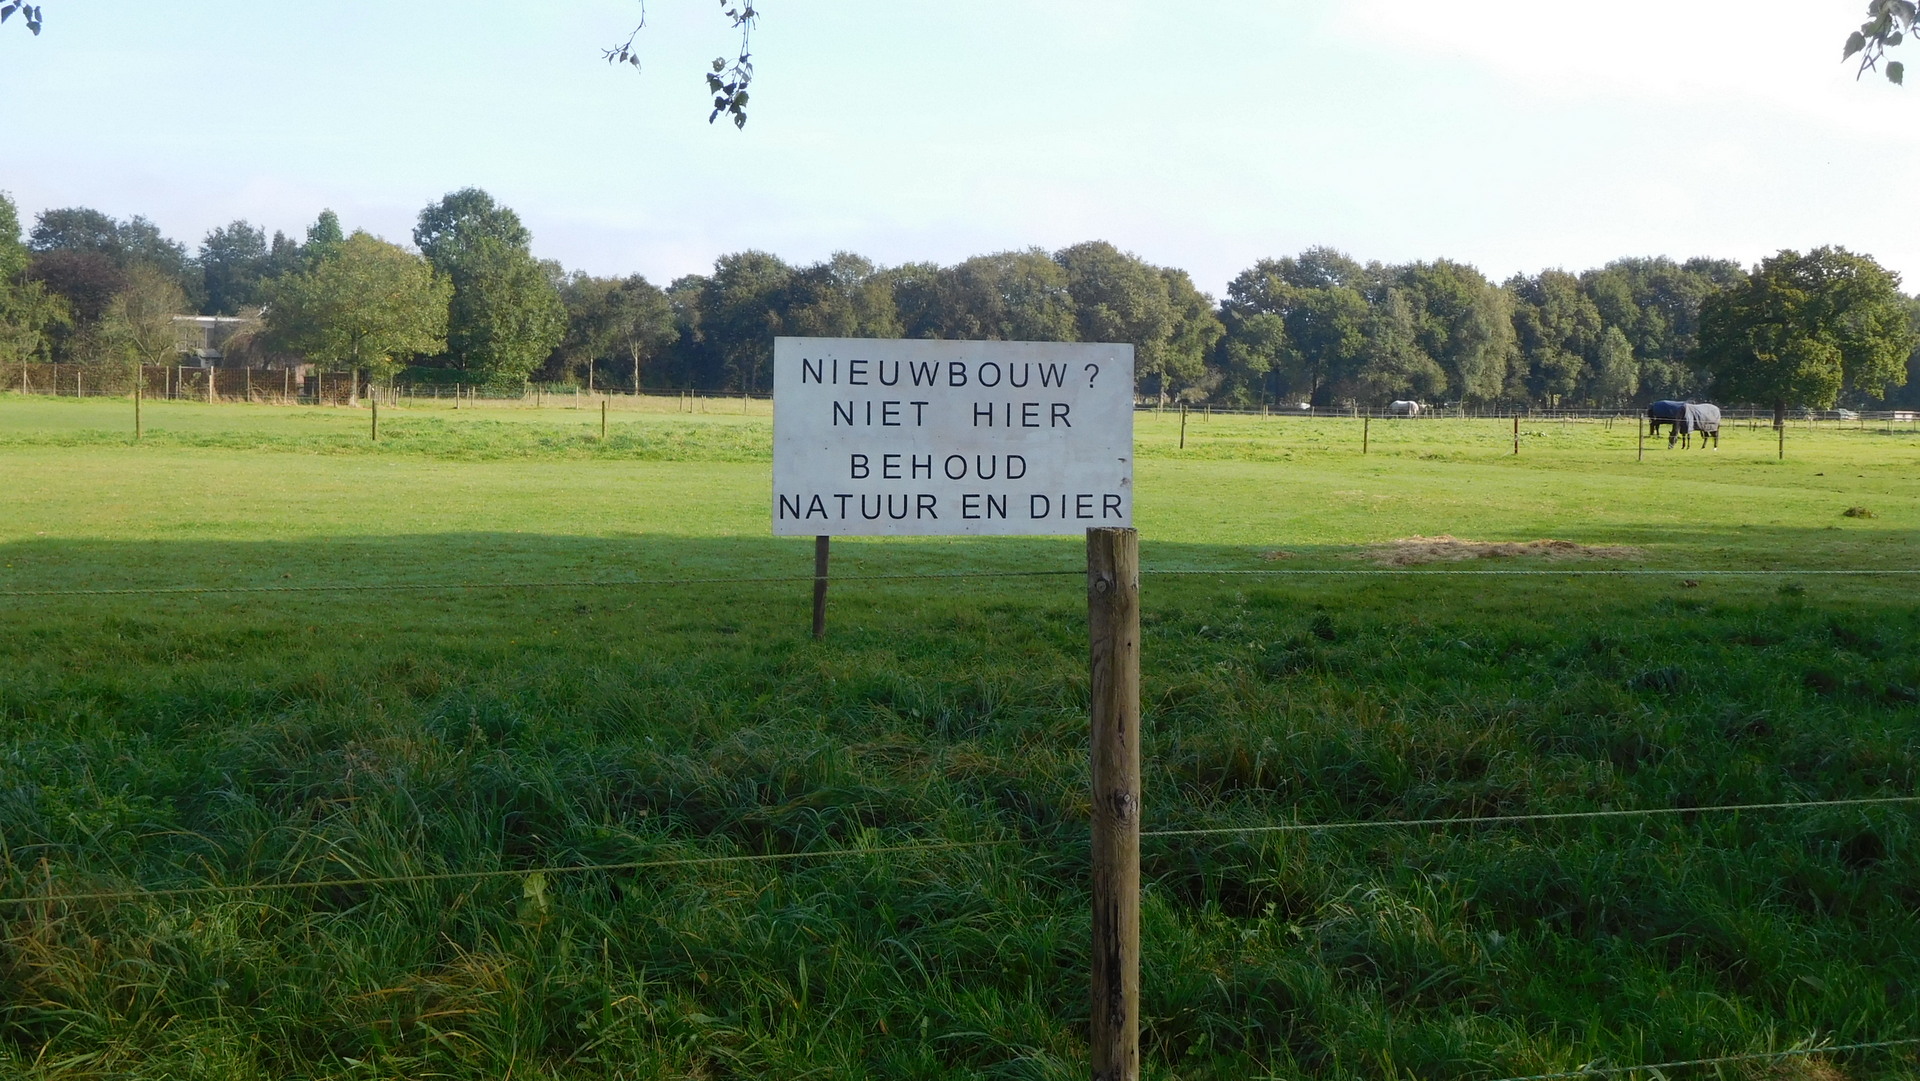 NIEUWBOUW?
NIET HIER
BEHOUD
NATUUR EN DIER